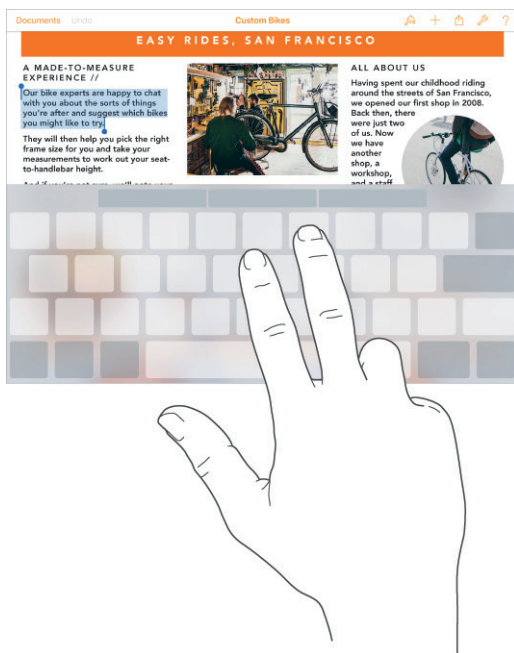 Documents Undo Custom Bikes ?
EASY RIDES, SAN FRANCISCO
A MADE-TO-MEASURE
EXPERIENCE //
Our bike experts are happy to chat
with you about the sorts of things
you're after and suggest which bikes
you might like to try.
They will then help you pick the right
frame size for you and take your
measurements to work out your seat-
to-handlebar height.
ALL ABOUT US
Having spent our childhood riding
around the streets of San Francisco,
we opened our first shop in 2008.
Back then, there
were just two
of us. Now
we have
another
shop, a
workshop,
and a staff